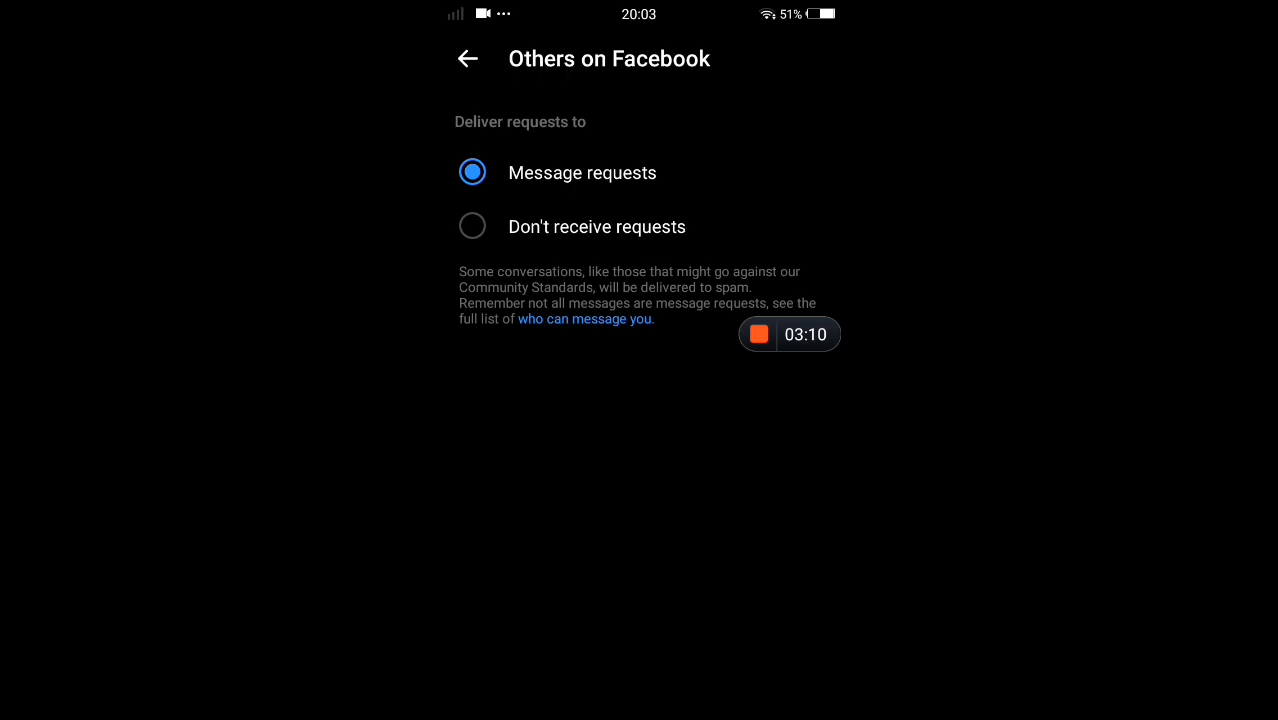 20:03
51%
Others on Facebook
Deliver requests to
Message requests
Don't receive requests
Some conversations, like those that might go against our
Community Standards, will be delivered to spam.
Remember not all messages are message requests, see the
full list of who can message you.
03:10